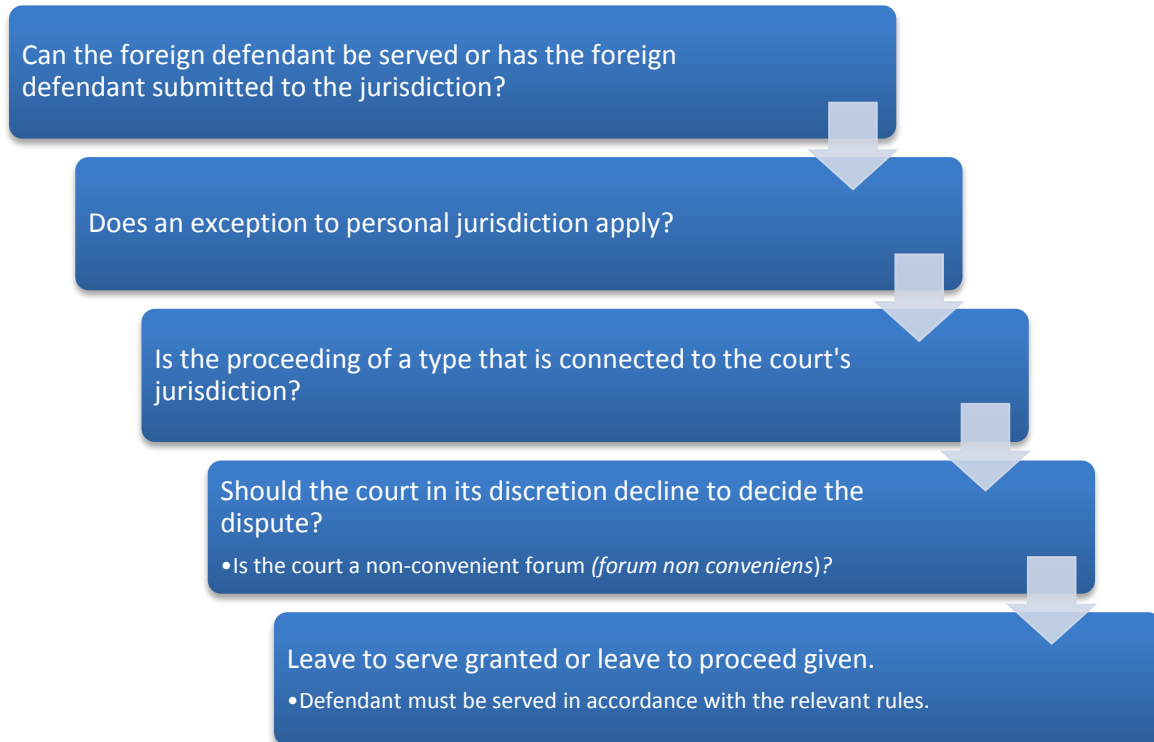 Can the foreign defendant be served or has the foreign
defendant submitted to the jurisdiction?
Does an exception to personal jurisdiction apply?
Is the proceeding of a type that is connected to the court's
jurisdiction?
Should the court in its discretion decline to decide the
dispute?
•Is the court a non-convenient forum (forum non conveniens)?
Leave to serve granted or leave to proceed given.
•Defendant must be served in accordance with the relevant rules.